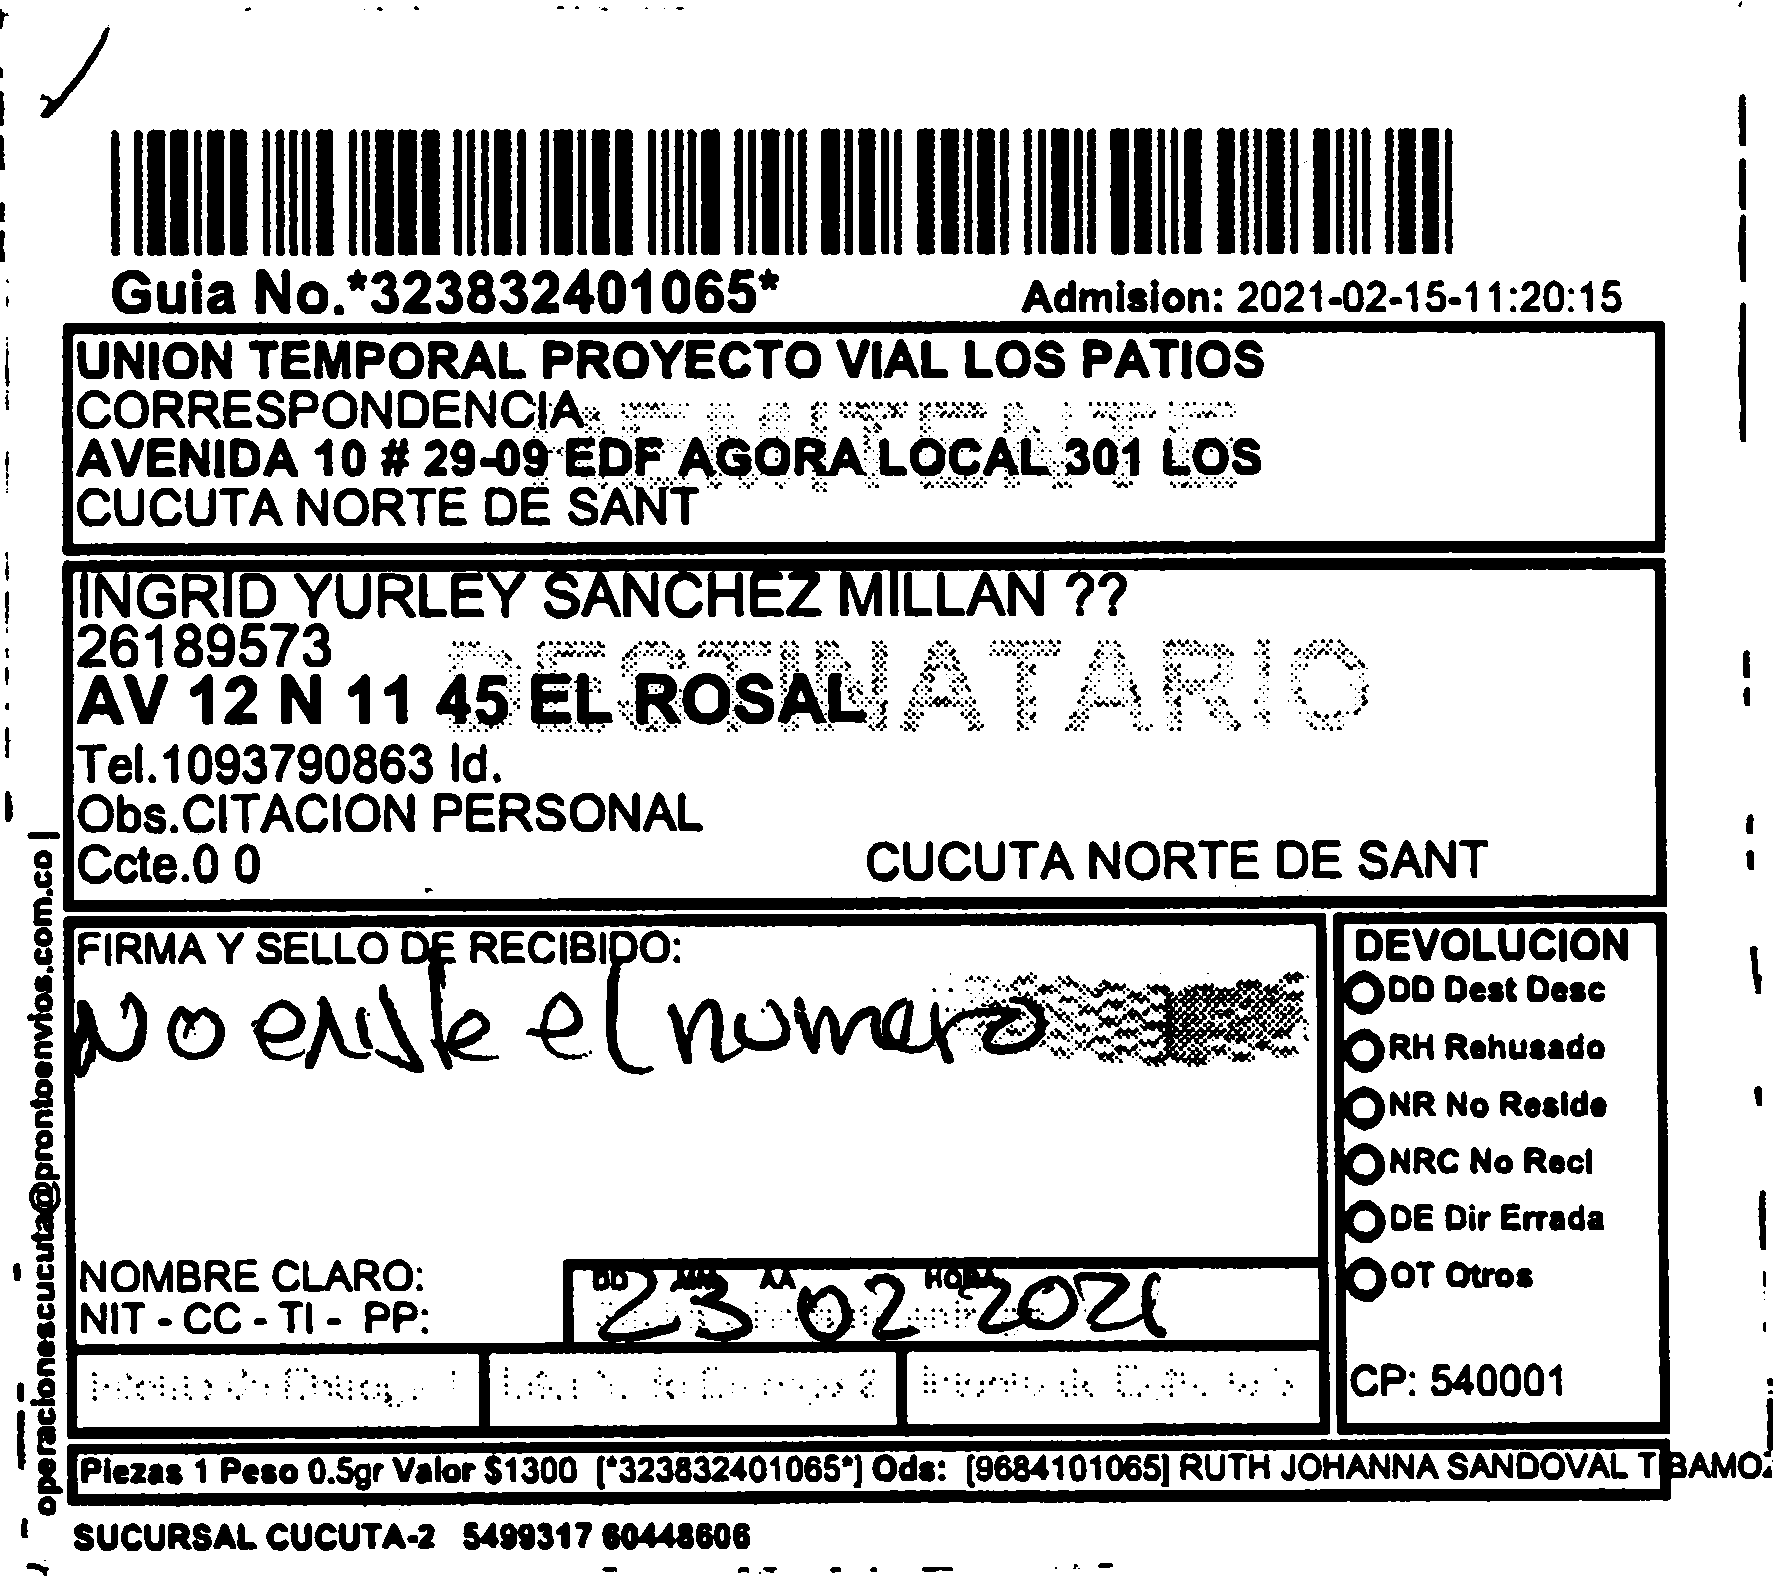 Guia No.*323832401065*
Admision: 2021-02-15-11:20:15
UNION TEMPORAL PROYECTO VIAL LOS PATIOS
CORRESPONDENCIA
REMITENTE
AVENIDA 10 # 29-09 EDF AGORA LOCAL 301 LOS
CUCUTA NORTE DE SANT
INGRID YURLEY SANCHEZ MILLAN ??
26189573
DESTINATARIO
AV 12 N 11 45 EL ROSAL
Tel.1093790863 Id.
Obs.CITACION PERSONAL
Ccte.0 0
CUCUTA NORTE DE SANT
FIRMA Y SELLO DE RECIBIDO:
No existe el numero
NOMBRE CLARO:
NIT - CC - TI - PP:
DD MM AA HORA
23 02 2021
DEVOLUCION
DD Dest Desc
RH Rehusado
NR No Reside
NRC No Recl
DE Dir Errada
OT Otros
CP: 540001
Piezas 1 Peso 0.5gr Valor $1300 [*323832401065*] Ods: [9684101065] RUTH JOHANNA SANDOVAL TIBAMOZ
SUCURSAL CUCUTA-2 5499317 60448606
operacionescucuta@prontoenvios.com.co |